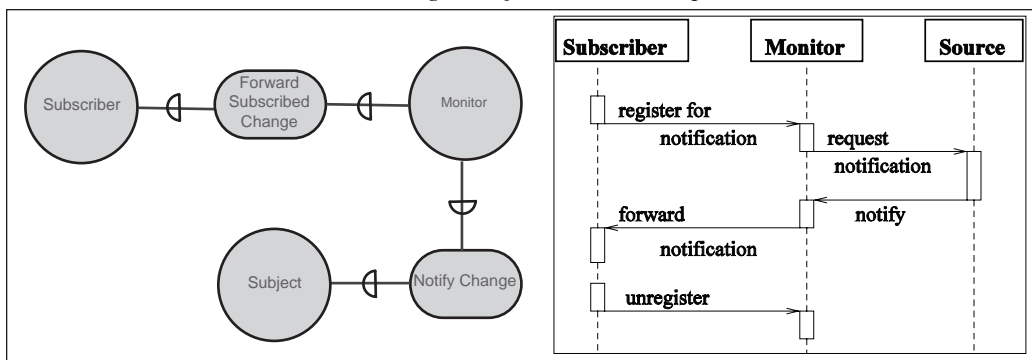 Subscriber
Forward
Subscribed
Change
Monitor
Subject
Notify Change
Subscriber
Monitor
Source
register for
notification
request
notification
notify
forward
notification
unregister